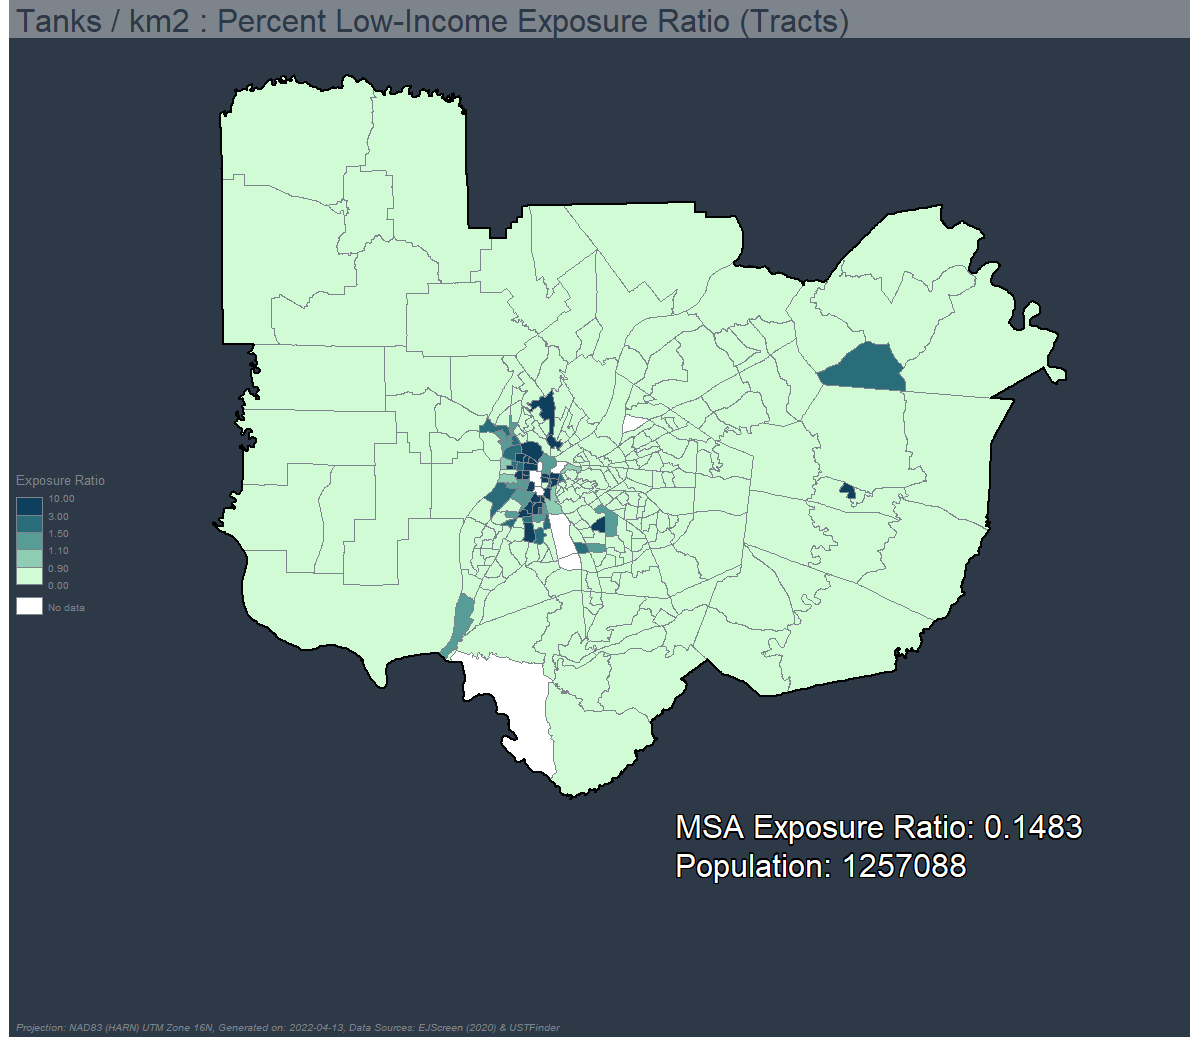 Tanks / km2 : Percent Low-Income Exposure Ratio (Tracts)
Exposure Ratio
10.00
3.00
1.50
1.10
0.90
0.00
No data
MSA Exposure Ratio: 0.1483
Population: 1257088
Projection: NAD83 (HARN) UTM Zone 16N, Generated on: 2022-04-13, Data Sources: EJScreen (2020) & USTFinder